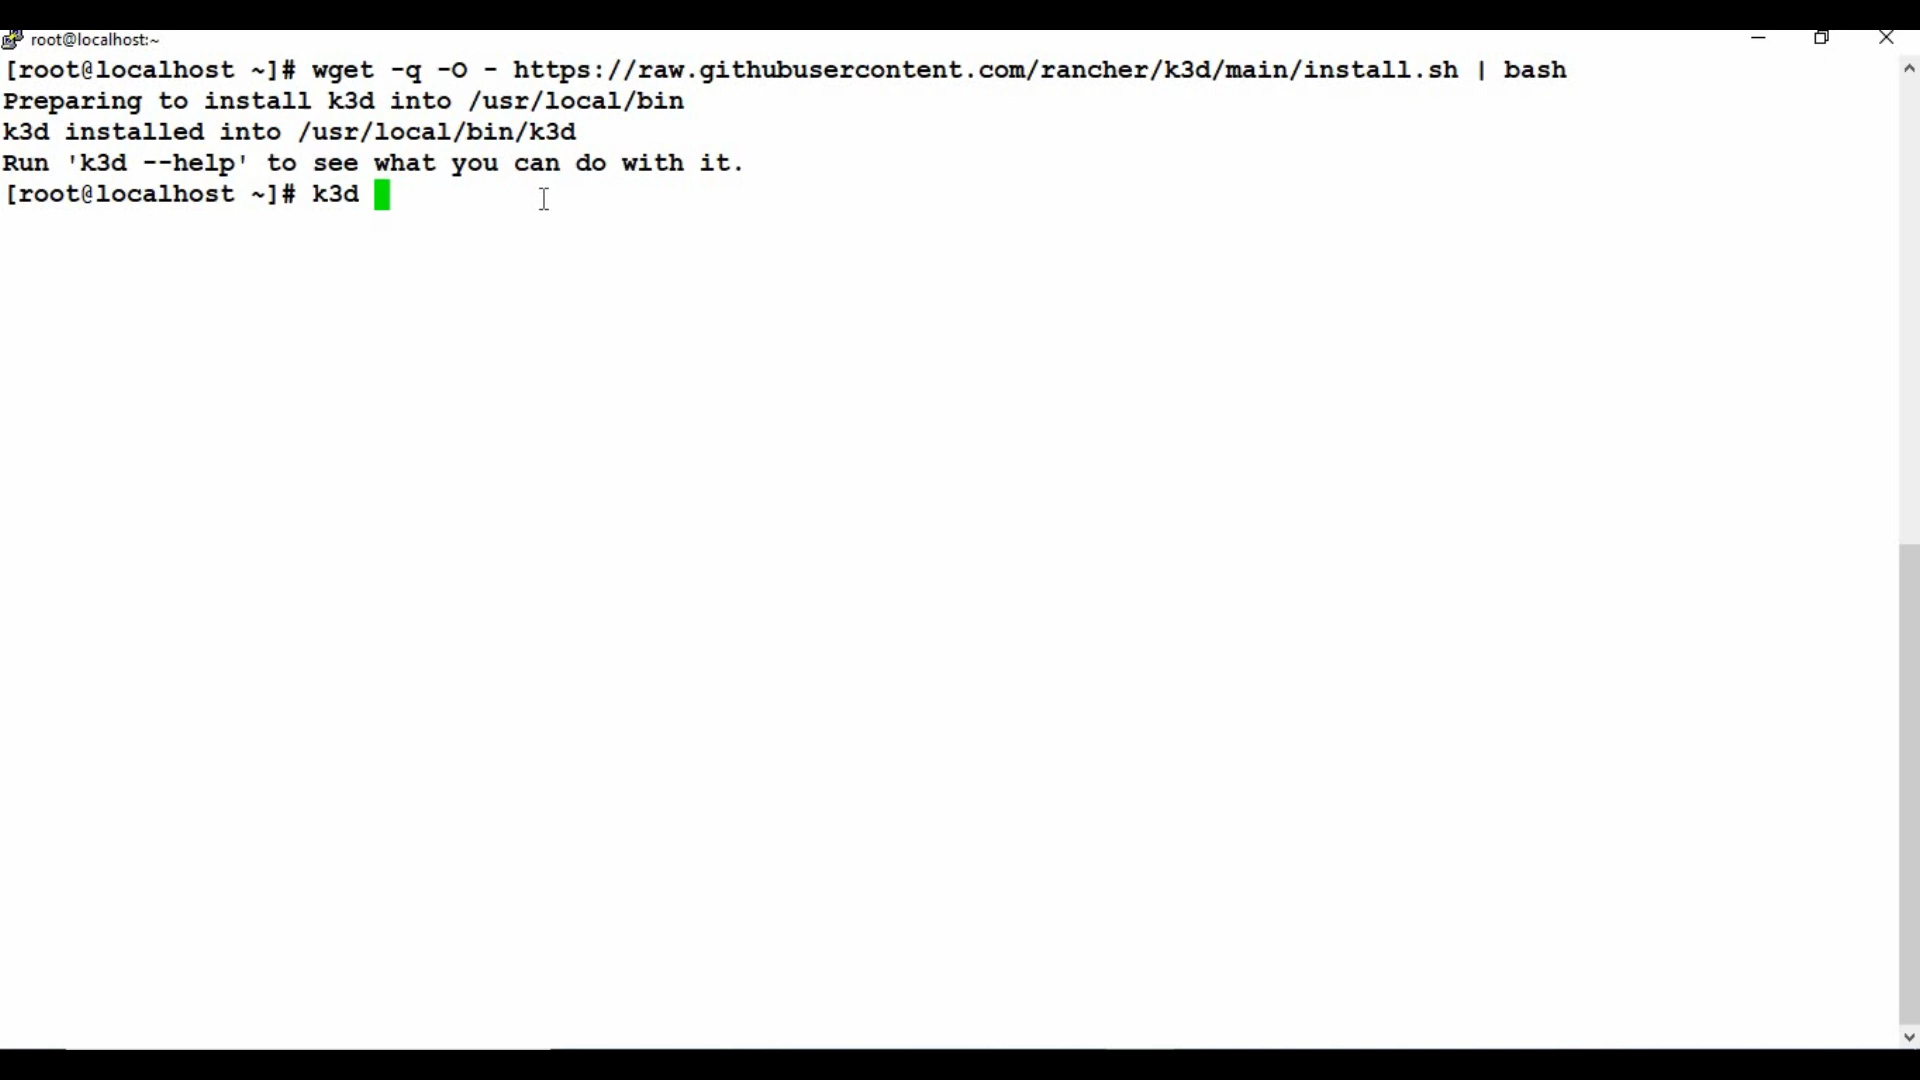 root@localhost:~
[root@localhost ~]# wget -q -O - https://raw.githubusercontent.com/rancher/k3d/main/install.sh | bash
Preparing to install k3d into /usr/local/bin
k3d installed into /usr/local/bin/k3d
Run 'k3d --help' to see what you can do with it.
[root@localhost ~]# k3d